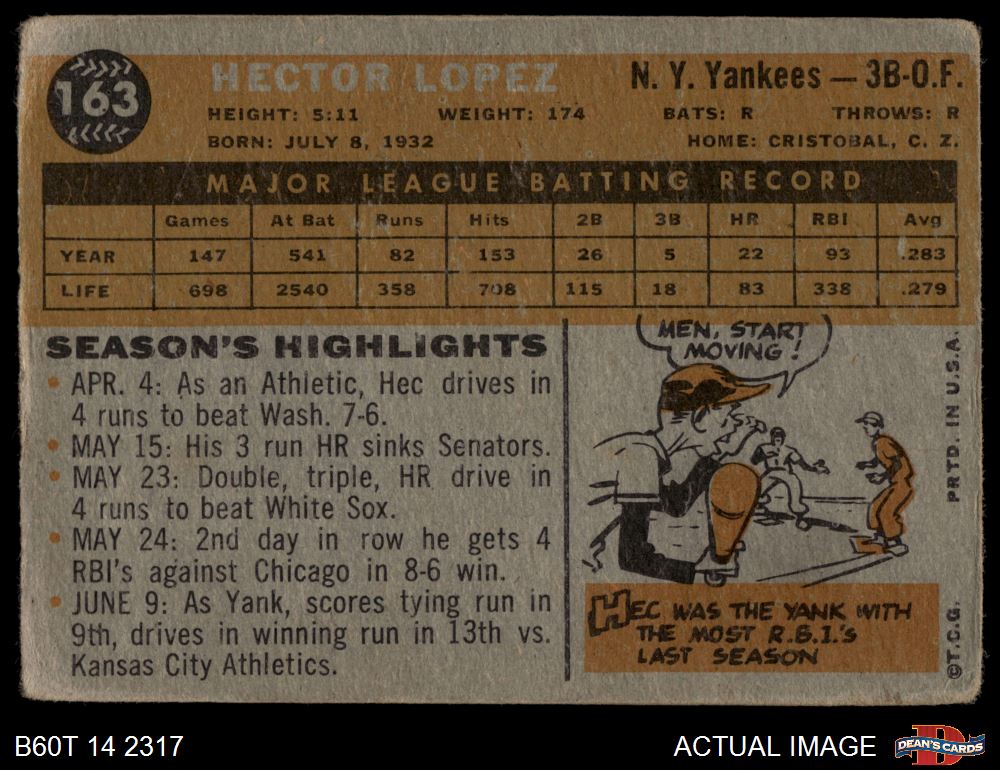 163
HECTOR LOPEZ
N. Y. Yankees — 3B-O.F.
HEIGHT: 5:11 WEIGHT: 174 BATS: R THROWS: R
BORN: JULY 8, 1932 HOME: CRISTOBAL, C. Z.
MAJOR LEAGUE BATTING RECORD
Games At Bat Runs Hits 2B 3B HR RBI Avg
YEAR 147 541 82 153 26 5 22 93 .283
LIFE 698 2540 358 708 115 18 83 338 .279
SEASON'S HIGHLIGHTS
• APR. 4: As an Athletic, Hec drives in
4 runs to beat Wash. 7-6.
• MAY 15: His 3 run HR sinks Senators.
• MAY 23: Double, triple, HR drive in
4 runs to beat White Sox.
• MAY 24: 2nd day in row he gets 4
RBI's against Chicago in 8-6 win.
• JUNE 9: As Yank, scores tying run in
9th, drives in winning run in 13th vs.
Kansas City Athletics.
MEN, START
MOVING!
HEC WAS THE YANK WITH
THE MOST R.B.I.'s
LAST SEASON
©T.C.G. PRTD. IN U.S.A.
B60T 14 2317
ACTUAL IMAGE
DEAN'S CARDS